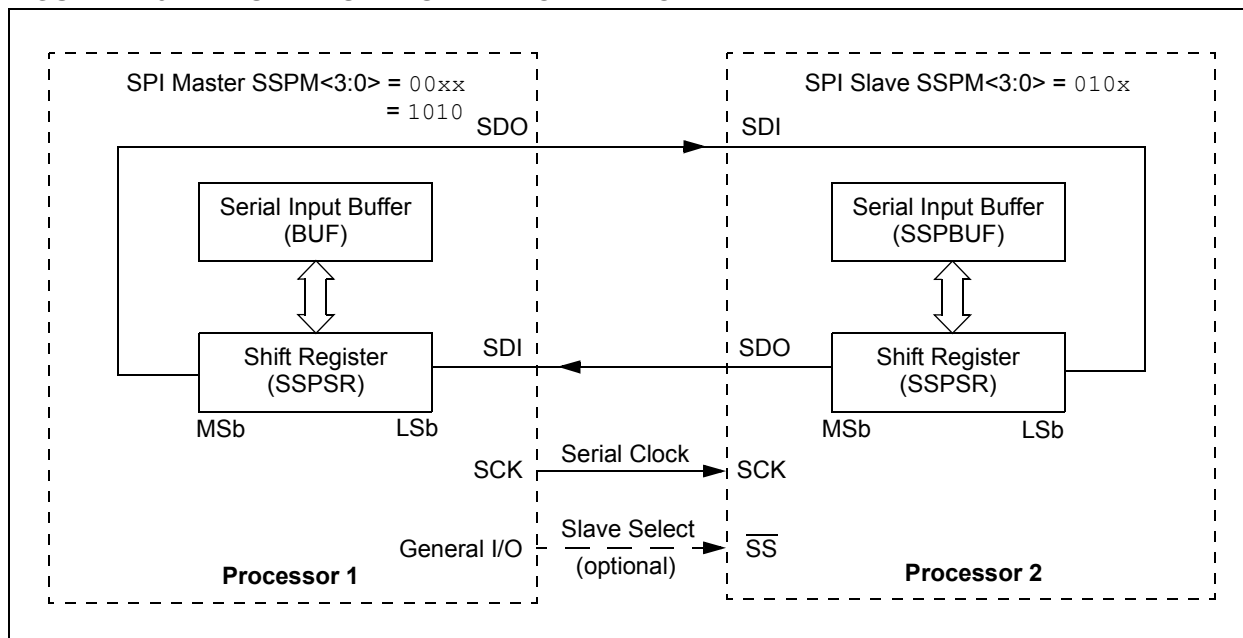 SPI Master SSPM<3:0> = 00xx
= 1010
SDO
Serial Input Buffer
(BUF)
Shift Register
(SSPSR)
MSb
LSb
SDI
SCK
General I/O
Processor 1
Serial Clock
Slave Select
(optional)
SPI Slave SSPM<3:0> = 010x
SDI
Serial Input Buffer
(SSPBUF)
SDO
Shift Register
(SSPSR)
MSb
LSb
SCK
SS
Processor 2